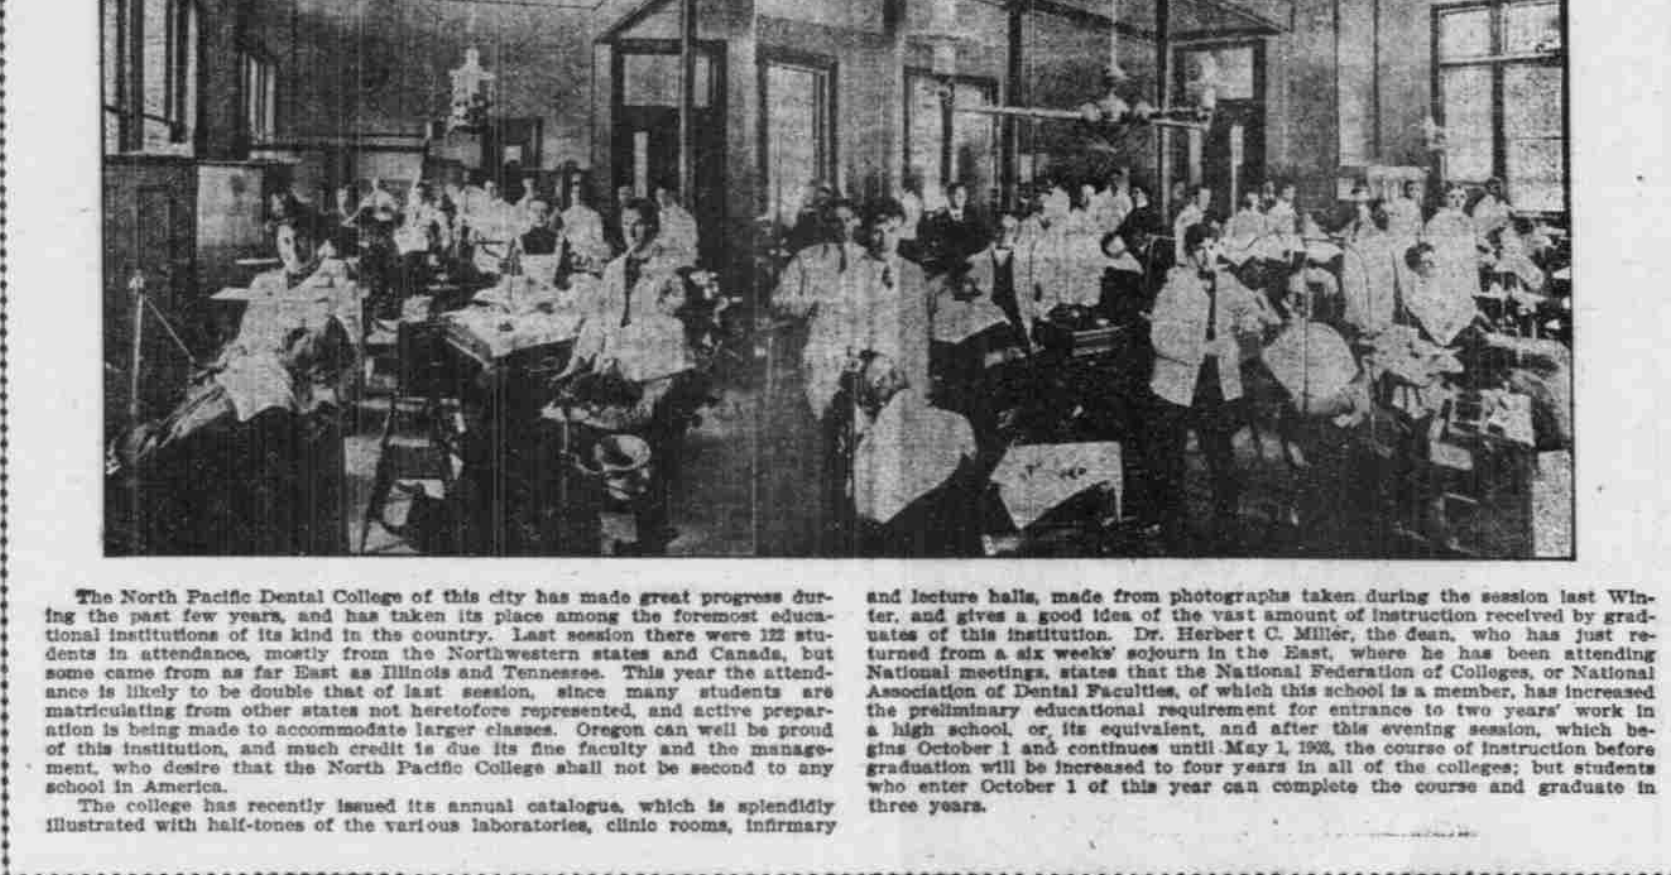 The North Pacific Dental College of this city has made great progress dur-
ing the past few years, and has taken its place among the foremost educa-
tional institutions of its kind in the country. Last session there were 122 stu-
dents in attendance, mostly from the Northwestern states and Canada, but
some came from as far East as Illinois and Tennessee. This year the attend-
ance is likely to be double that of last session, since many students are
matriculating from other states not heretofore represented, and active prepar-
ation is being made to accommodate larger classes. Oregon can well be proud
of this institution, and much credit is due its fine faculty and the manage-
ment, who desire that the North Pacific College shall not be second to any
school in America.
The college has recently issued its annual catalogue, which is splendidly
illustrated with half-tones of the various laboratories, clinic rooms, infirmary
and lecture halls, made from photographs taken during the session last Win-
ter, and gives a good idea of the vast amount of instruction received by grad-
uates of this institution. Dr. Herbert C. Miller, the dean, who has just re-
turned from a six weeks' sojourn in the East, where he has been attending
National meetings, states that the National Federation of Colleges, or National
Association of Dental Faculties, of which this school is a member, has increased
the preliminary educational requirement for entrance to two years' work in
a high school, or its equivalent, and after this evening session, which be-
gins October 1 and continues until May 1, the course of instruction before
graduation will be increased to four years in all of the colleges; but students
who enter October 1 of this year can complete the course and graduate in
three years.